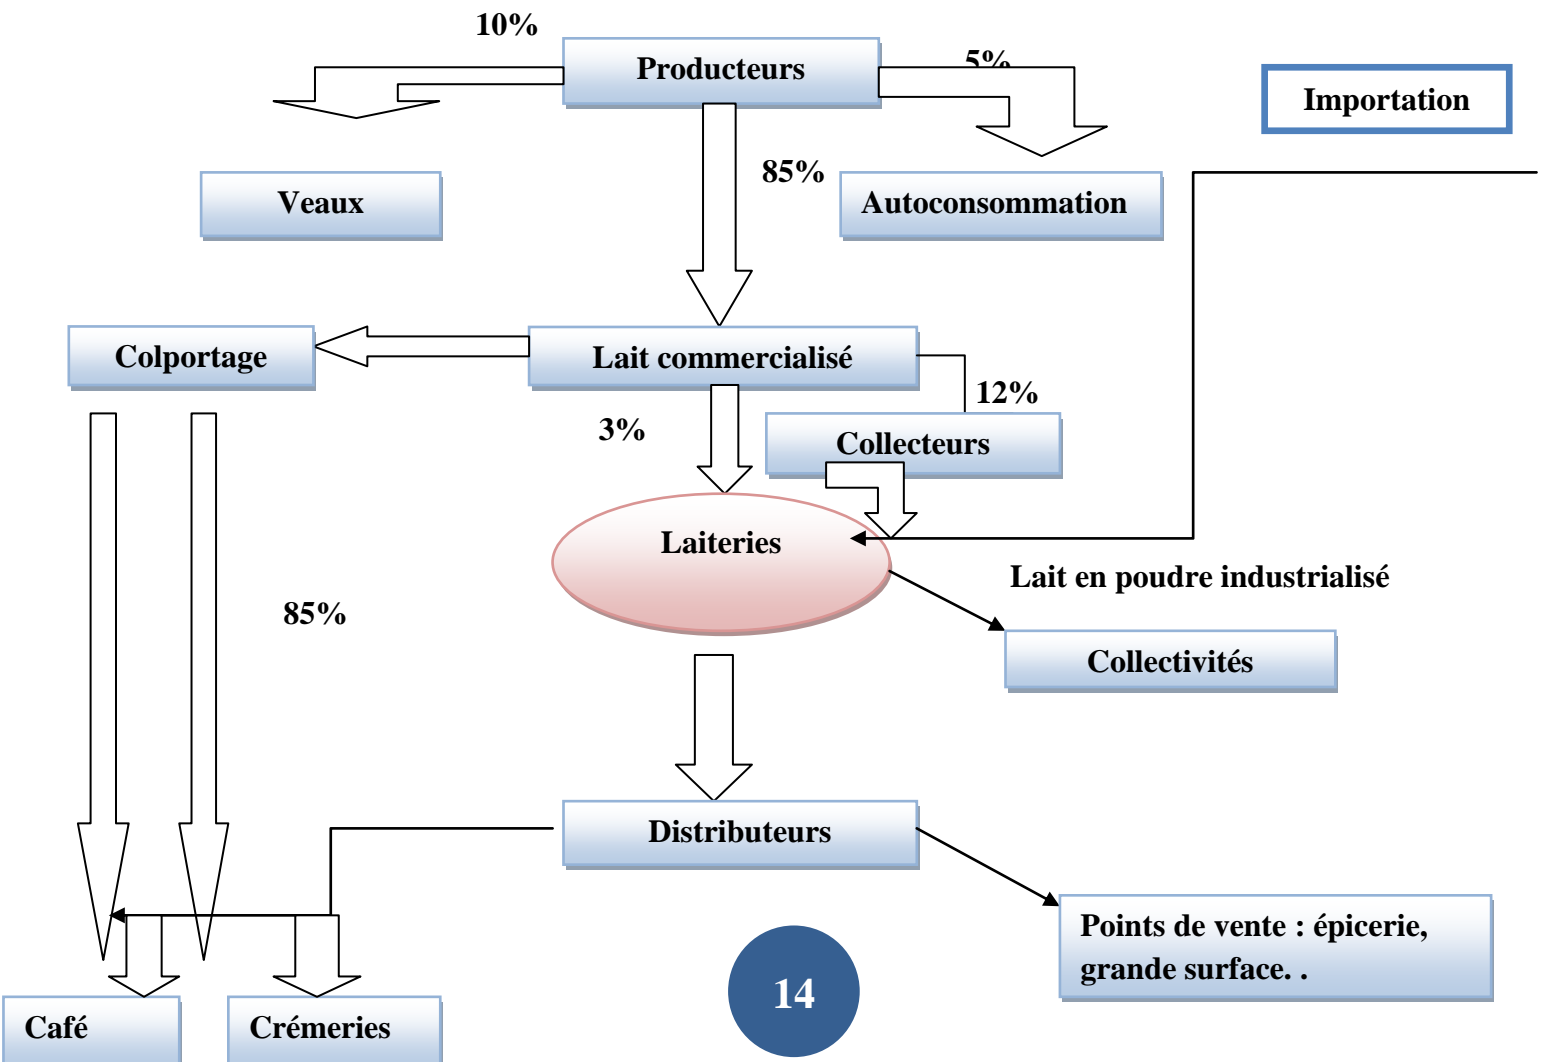 10%
Producteurs
5%
Importation
85%
Veaux
Autoconsommation
Colportage
Lait commercialisé
12%
3%
Collecteurs
Laiteries
Lait en poudre industrialisé
85%
Collectivités
Distributeurs
Points de vente : épicerie,
grande surface. .
14
Café
Crémeries